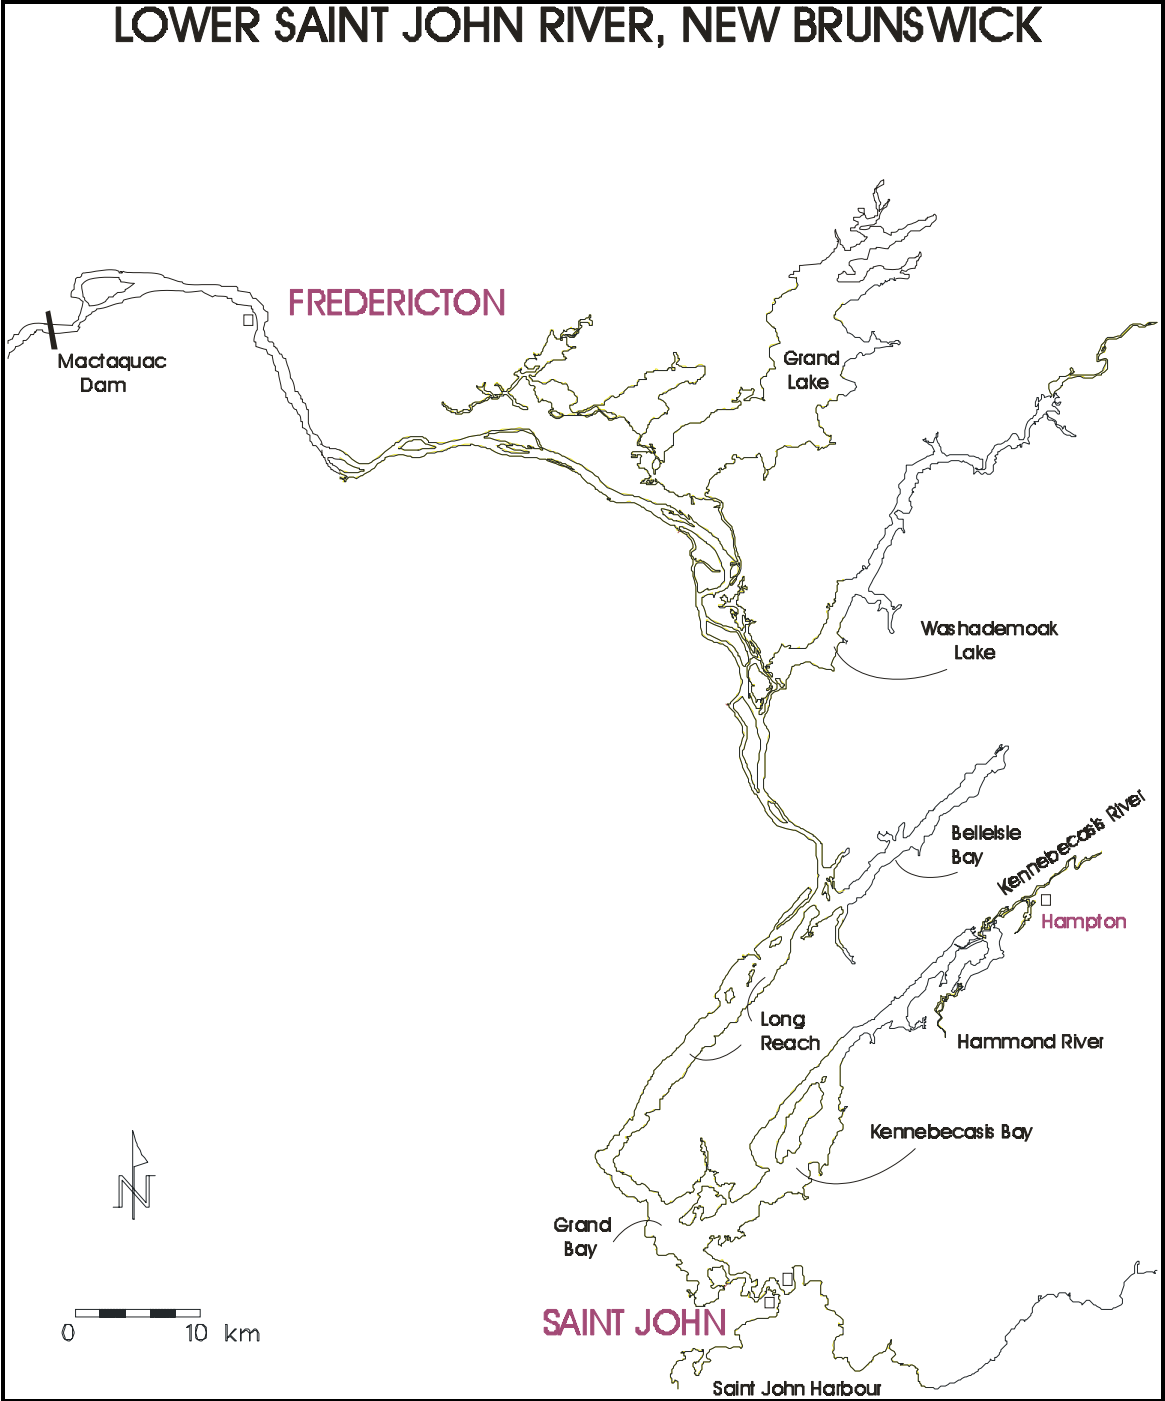 LOWER SAINT JOHN RIVER, NEW BRUNSWICK
FREDERICTON
Mactaquac
Dam
Grand
Lake
Washademoak
Lake
Belleisle
Bay
Kennebecasis River
Hampton
Long
Reach
Hammond River
Kennebecasis Bay
N
Grand
Bay
SAINT JOHN
0 10 km
Saint John Harbour